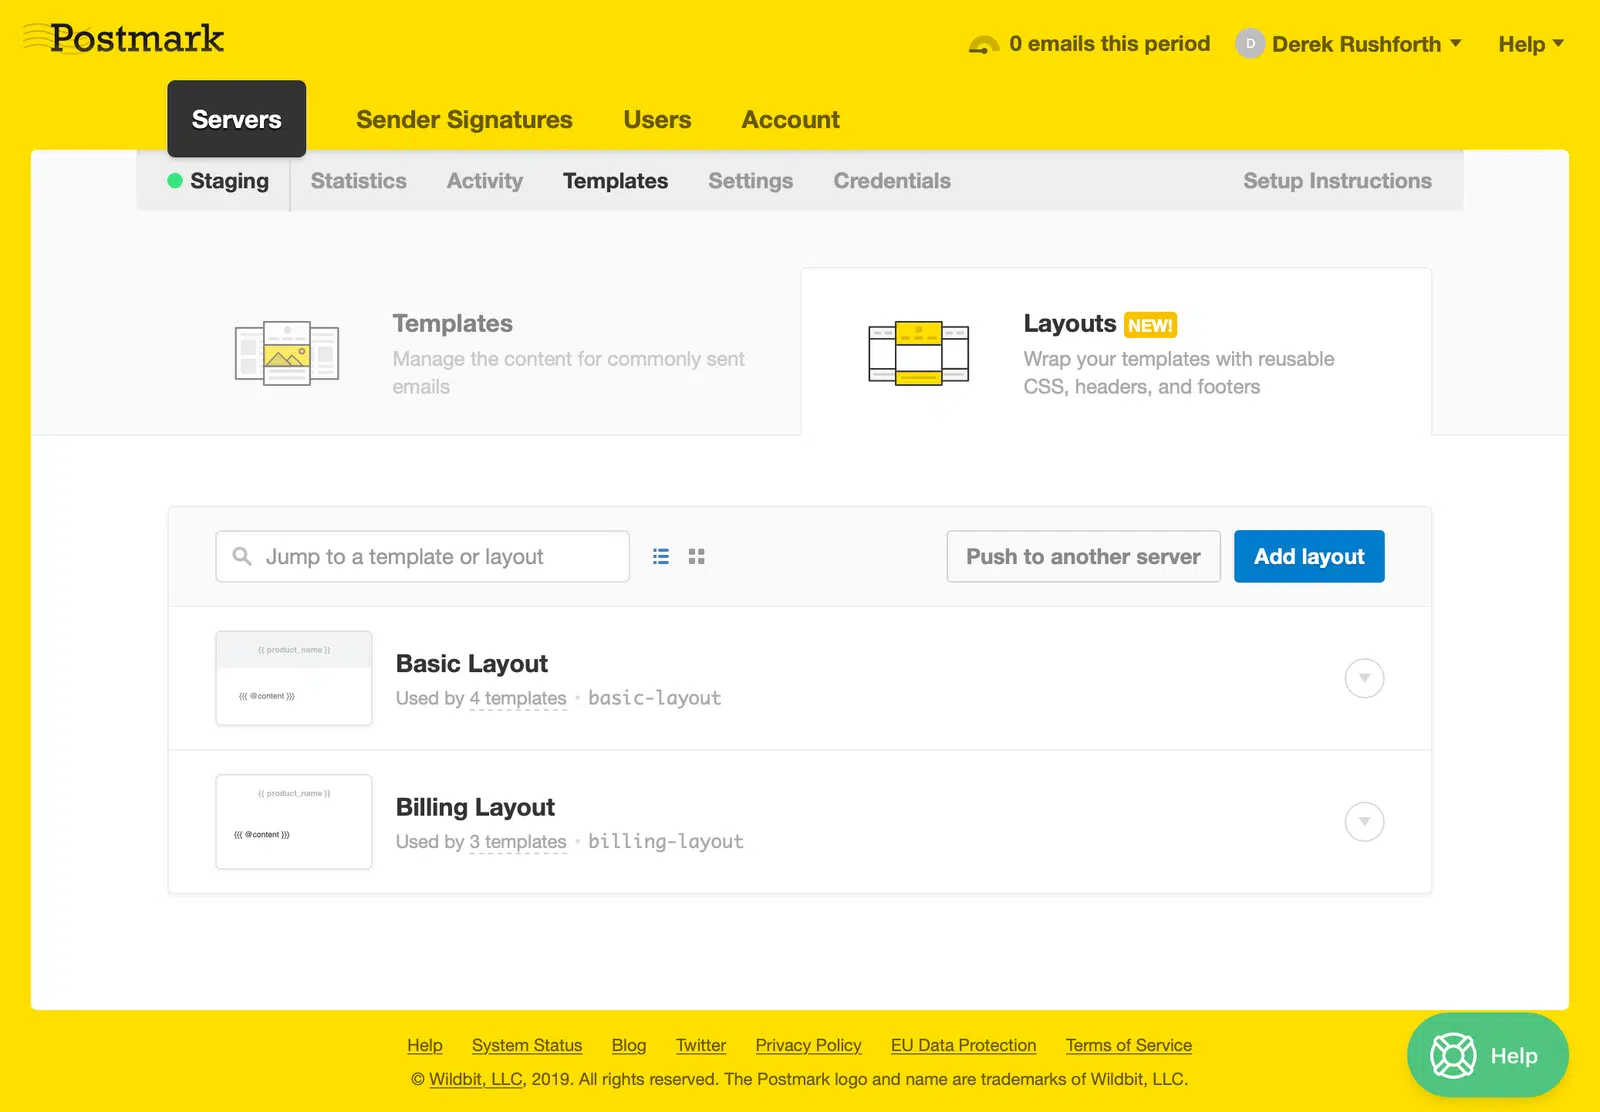 Postmark
0 emails this period
D
Derek Rushforth
Help
Servers
Sender Signatures
Users
Account
Staging
Statistics
Activity
Templates
Settings
Credentials
Setup Instructions
Templates
Manage the content for commonly sent
emails
Layouts NEW!
Wrap your templates with reusable
CSS, headers, and footers
Jump to a template or layout
Push to another server
Add layout
{{ product_name }}
{{{ @content }}}
Basic Layout
Used by 4 templates · basic-layout
{{ product_name }}
{{{ @content }}}
Billing Layout
Used by 3 templates · billing-layout
Help
System Status
Blog
Twitter
Privacy Policy
EU Data Protection
Terms of Service
© Wildbit, LLC, 2019. All rights reserved. The Postmark logo and name are trademarks of Wildbit, LLC.
Help